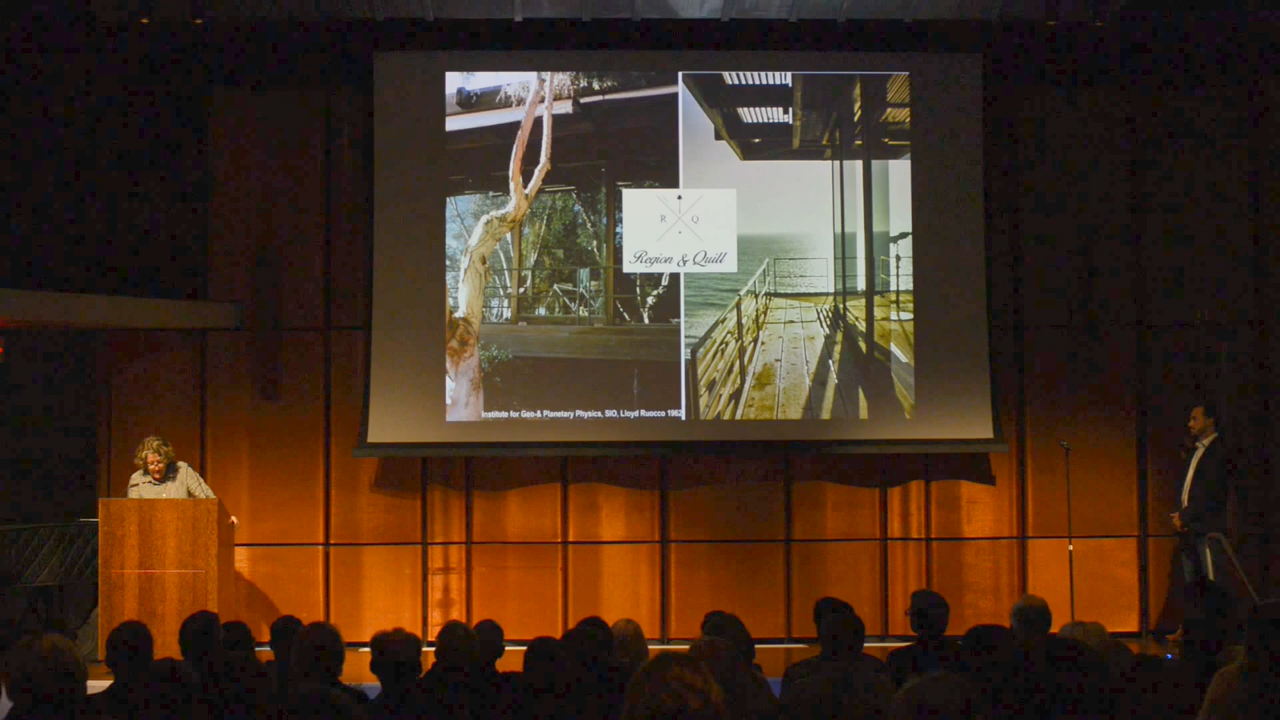 R Q
Region & Quill
Institute for Geo-& Planetary Physics, SIO, Lloyd Ruocco 1962